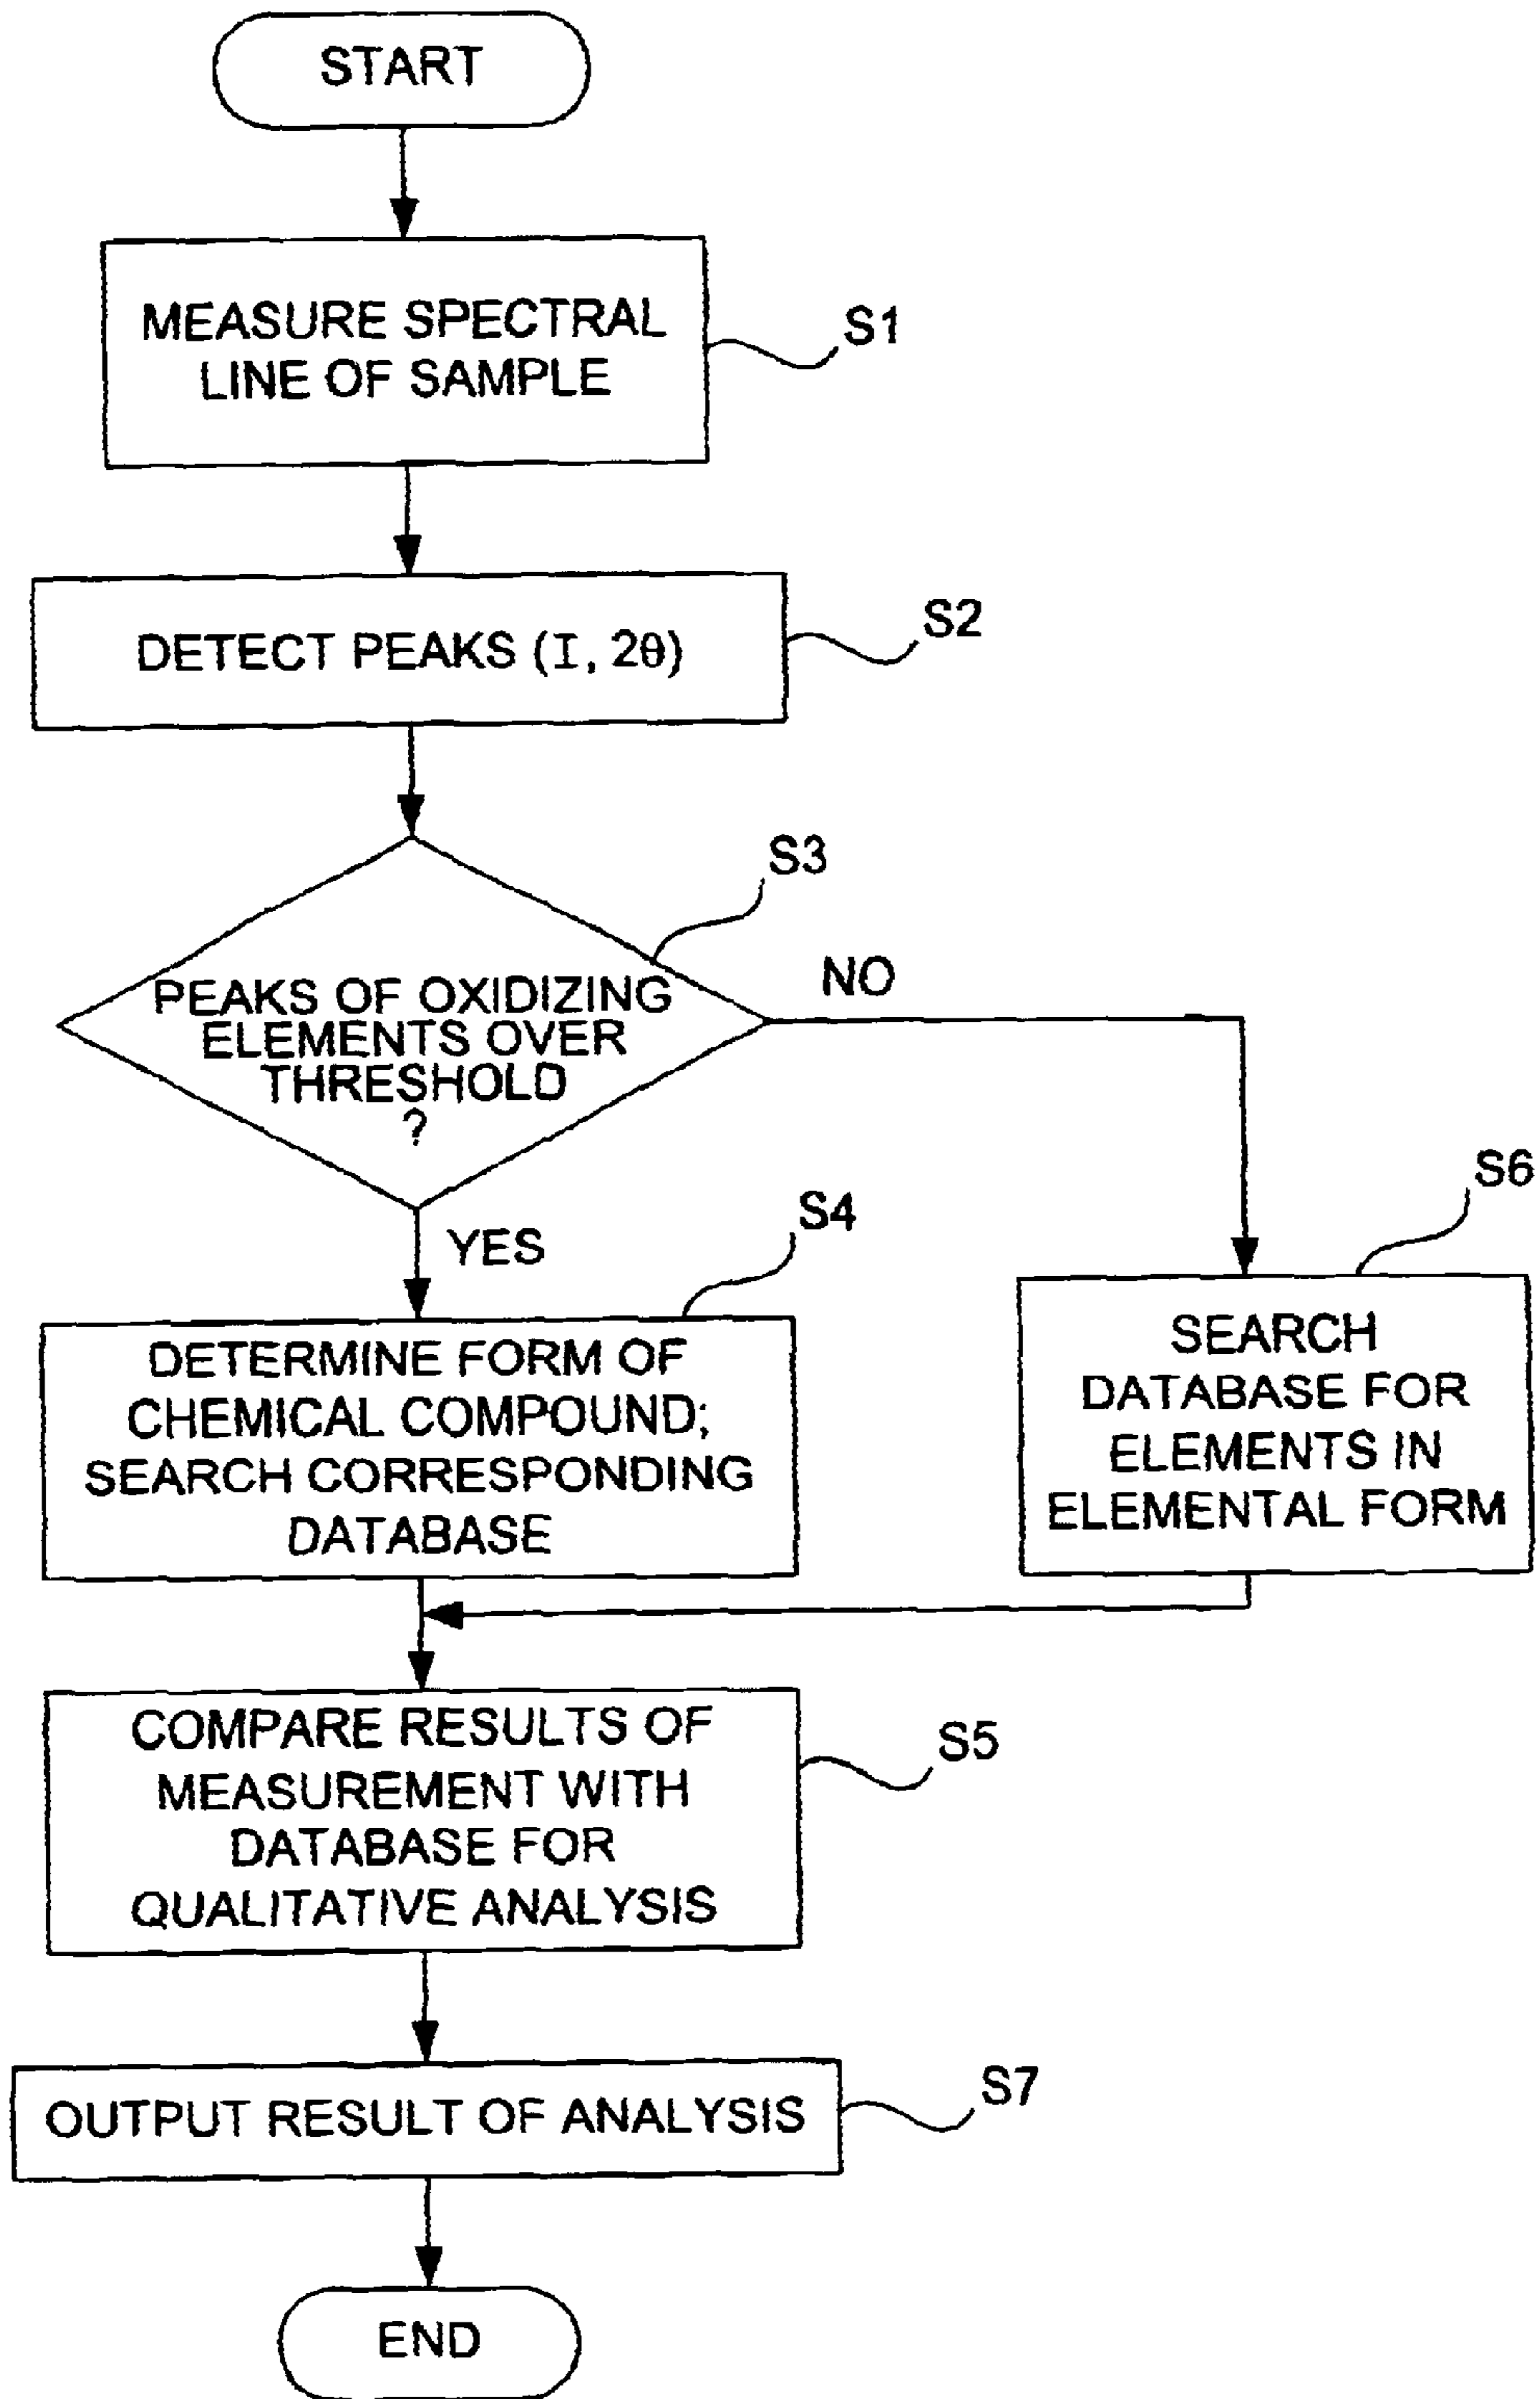 START
MEASURE SPECTRAL
LINE OF SAMPLE
S1
DETECT PEAKS (I, 2θ)
S2
S3
PEAKS OF OXIDIZING
ELEMENTS OVER
THRESHOLD
?
NO
YES
S4
DETERMINE FORM OF
CHEMICAL COMPOUND;
SEARCH CORRESPONDING
DATABASE
S6
SEARCH
DATABASE FOR
ELEMENTS IN
ELEMENTAL FORM
COMPARE RESULTS OF
MEASUREMENT WITH
DATABASE FOR
QUALITATIVE ANALYSIS
S5
OUTPUT RESULT OF ANALYSIS
S7
END